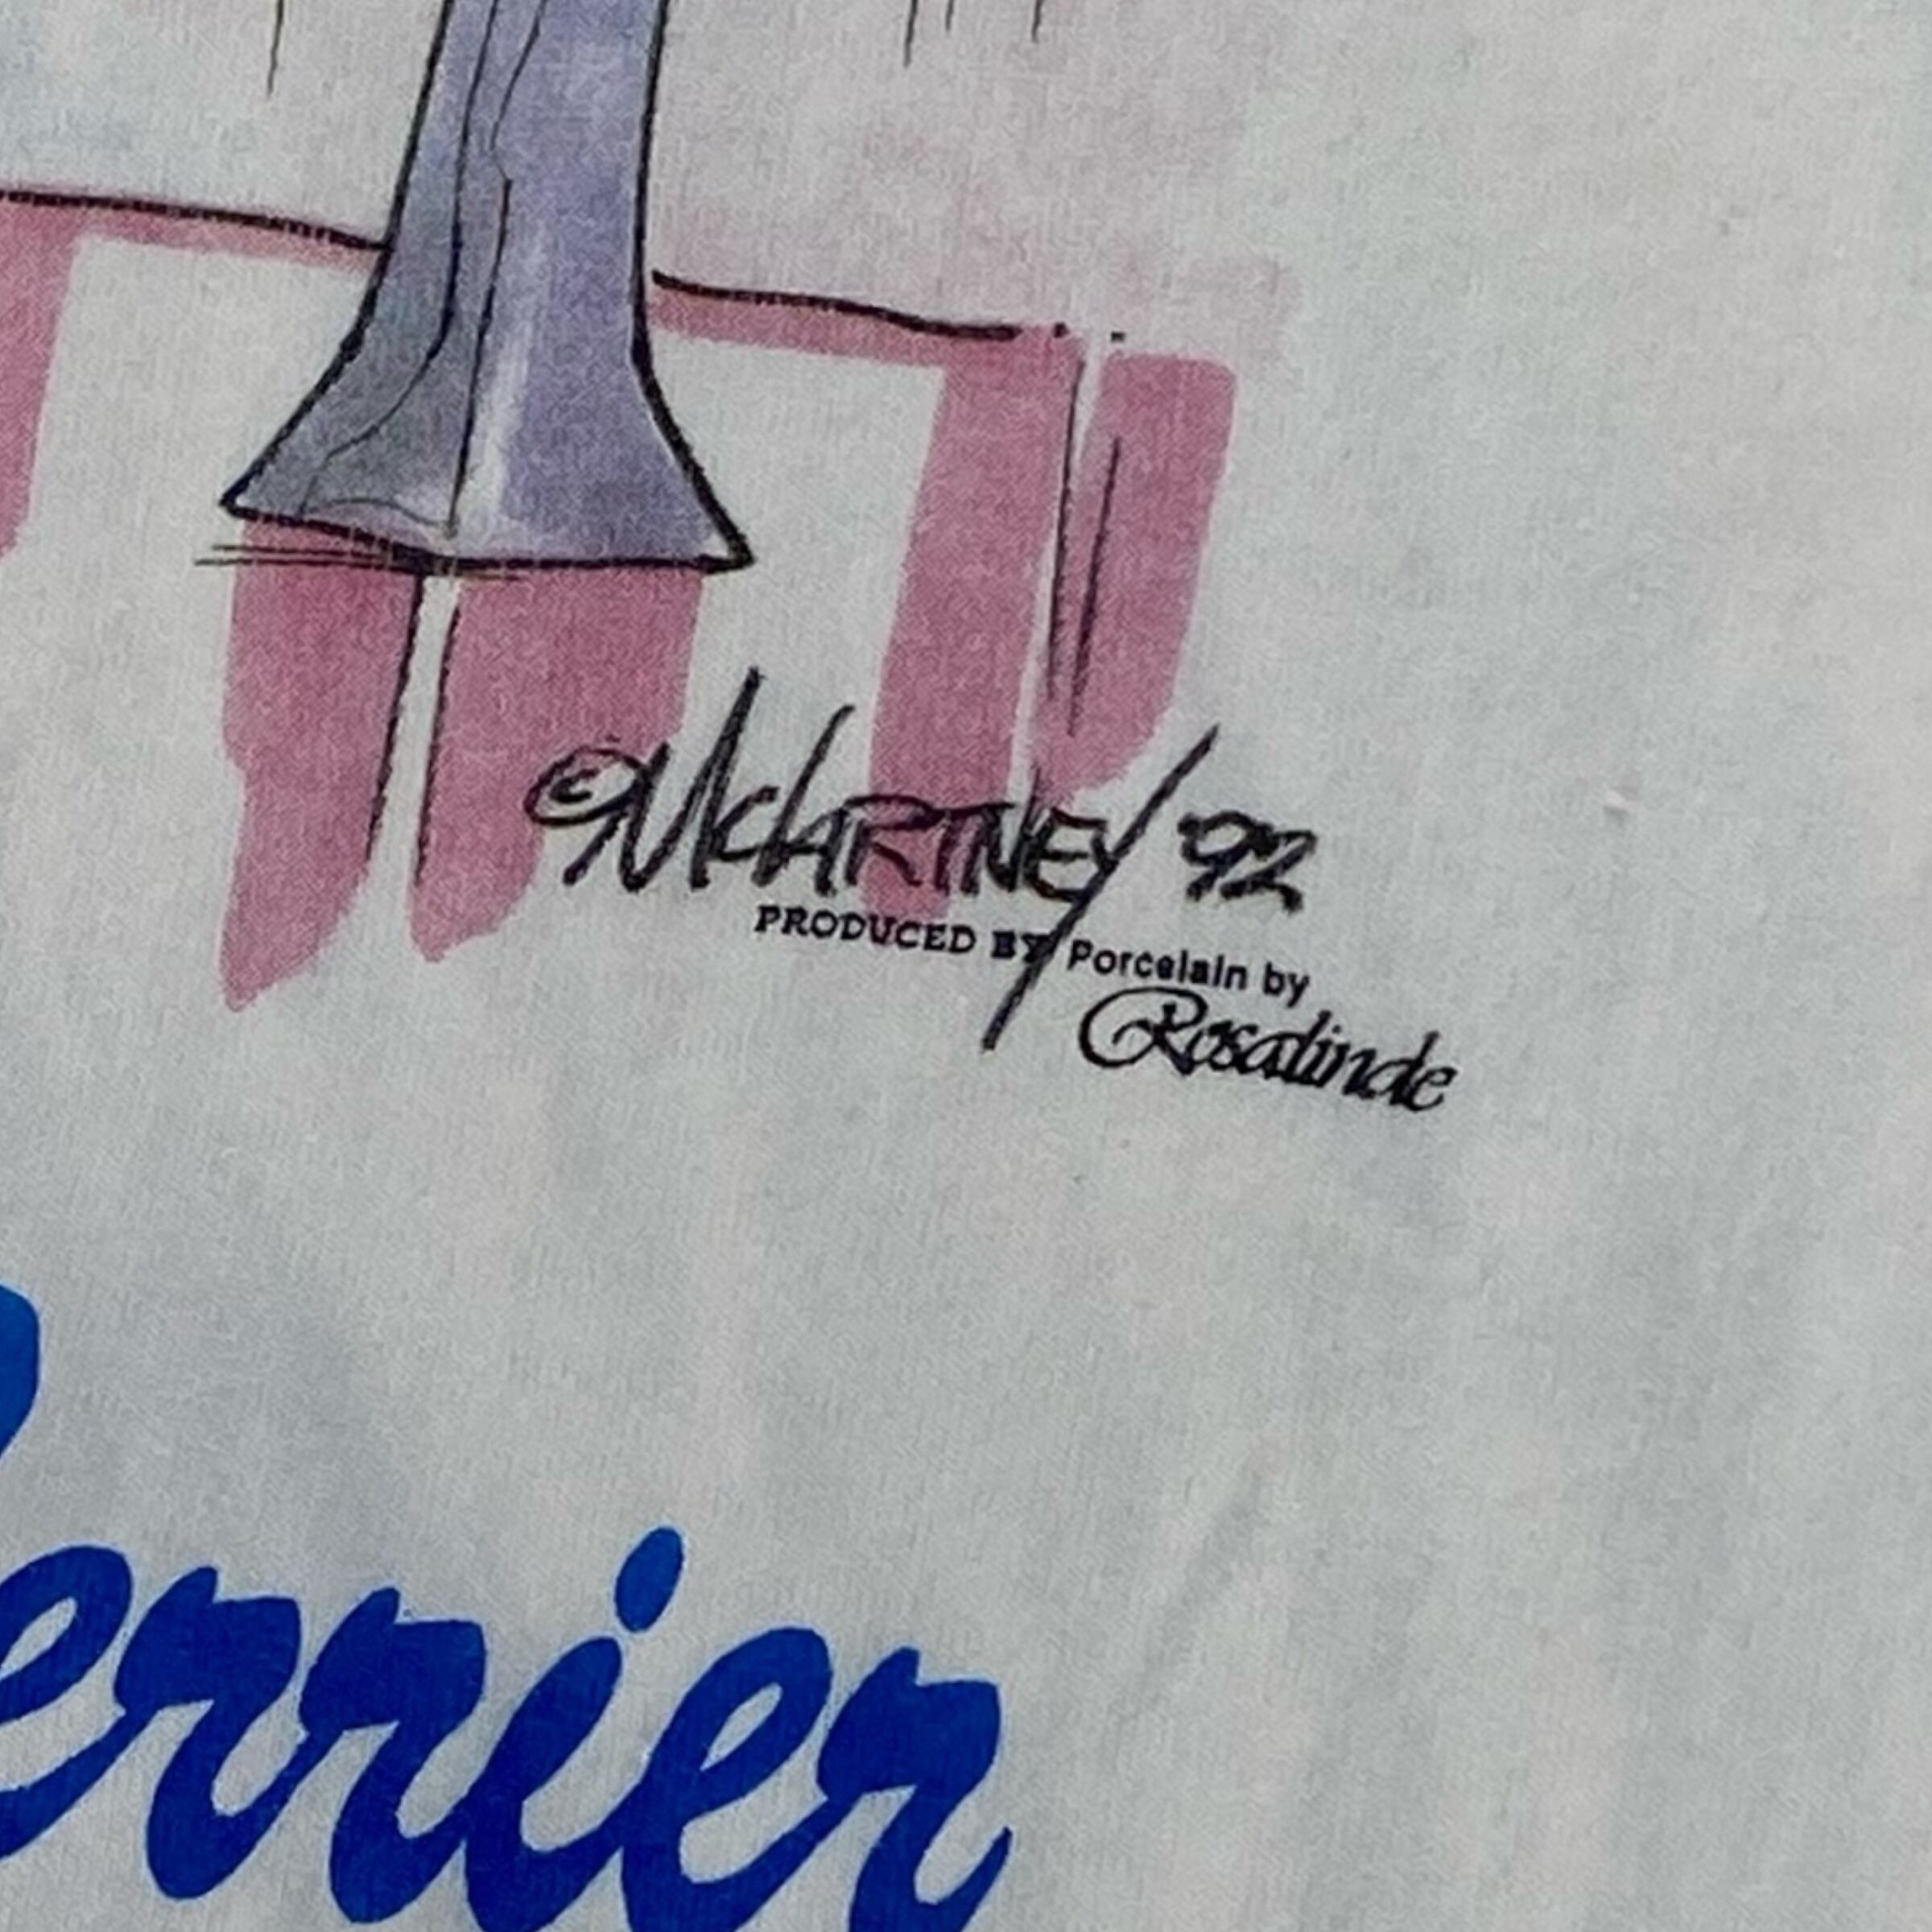 ©McCARTNEY '92
PRODUCED BY Porcelain by
Rosalinde
errier